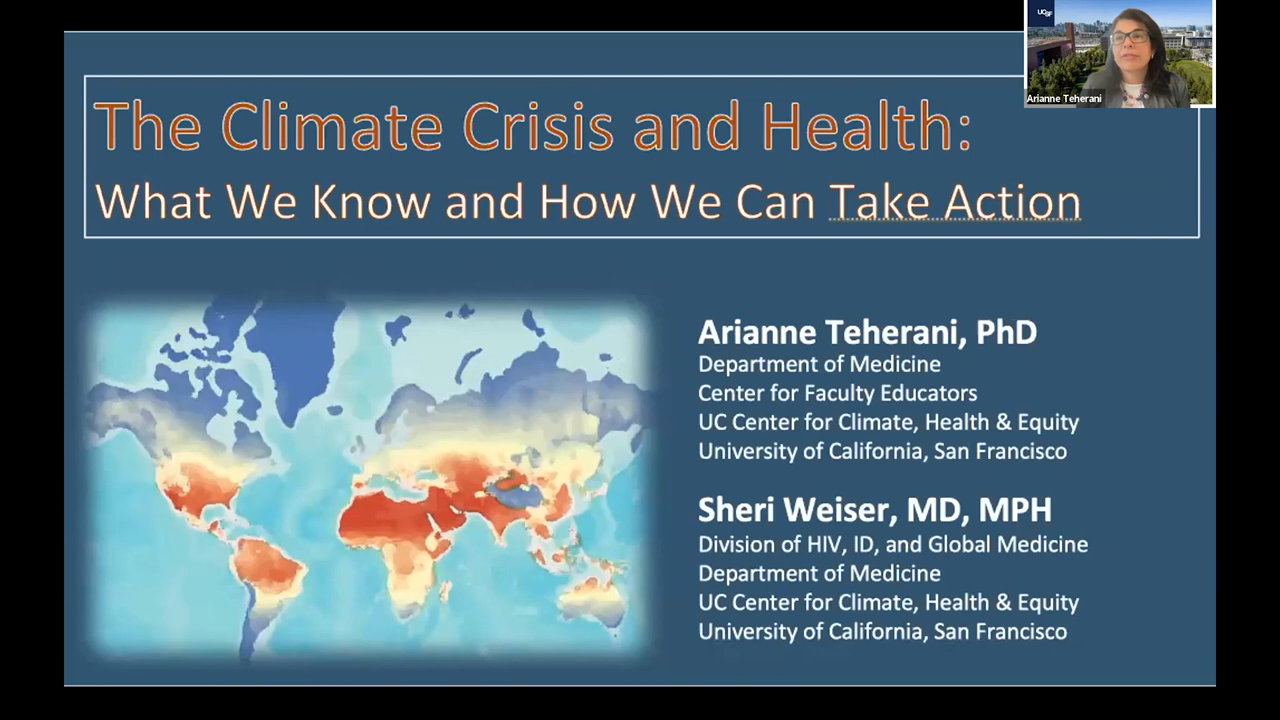 UCSF
Arianne Teherani
The Climate Crisis and Health:
What We Know and How We Can Take Action
Arianne Teherani, PhD
Department of Medicine
Center for Faculty Educators
UC Center for Climate, Health & Equity
University of California, San Francisco
Sheri Weiser, MD, MPH
Division of HIV, ID, and Global Medicine
Department of Medicine
UC Center for Climate, Health & Equity
University of California, San Francisco